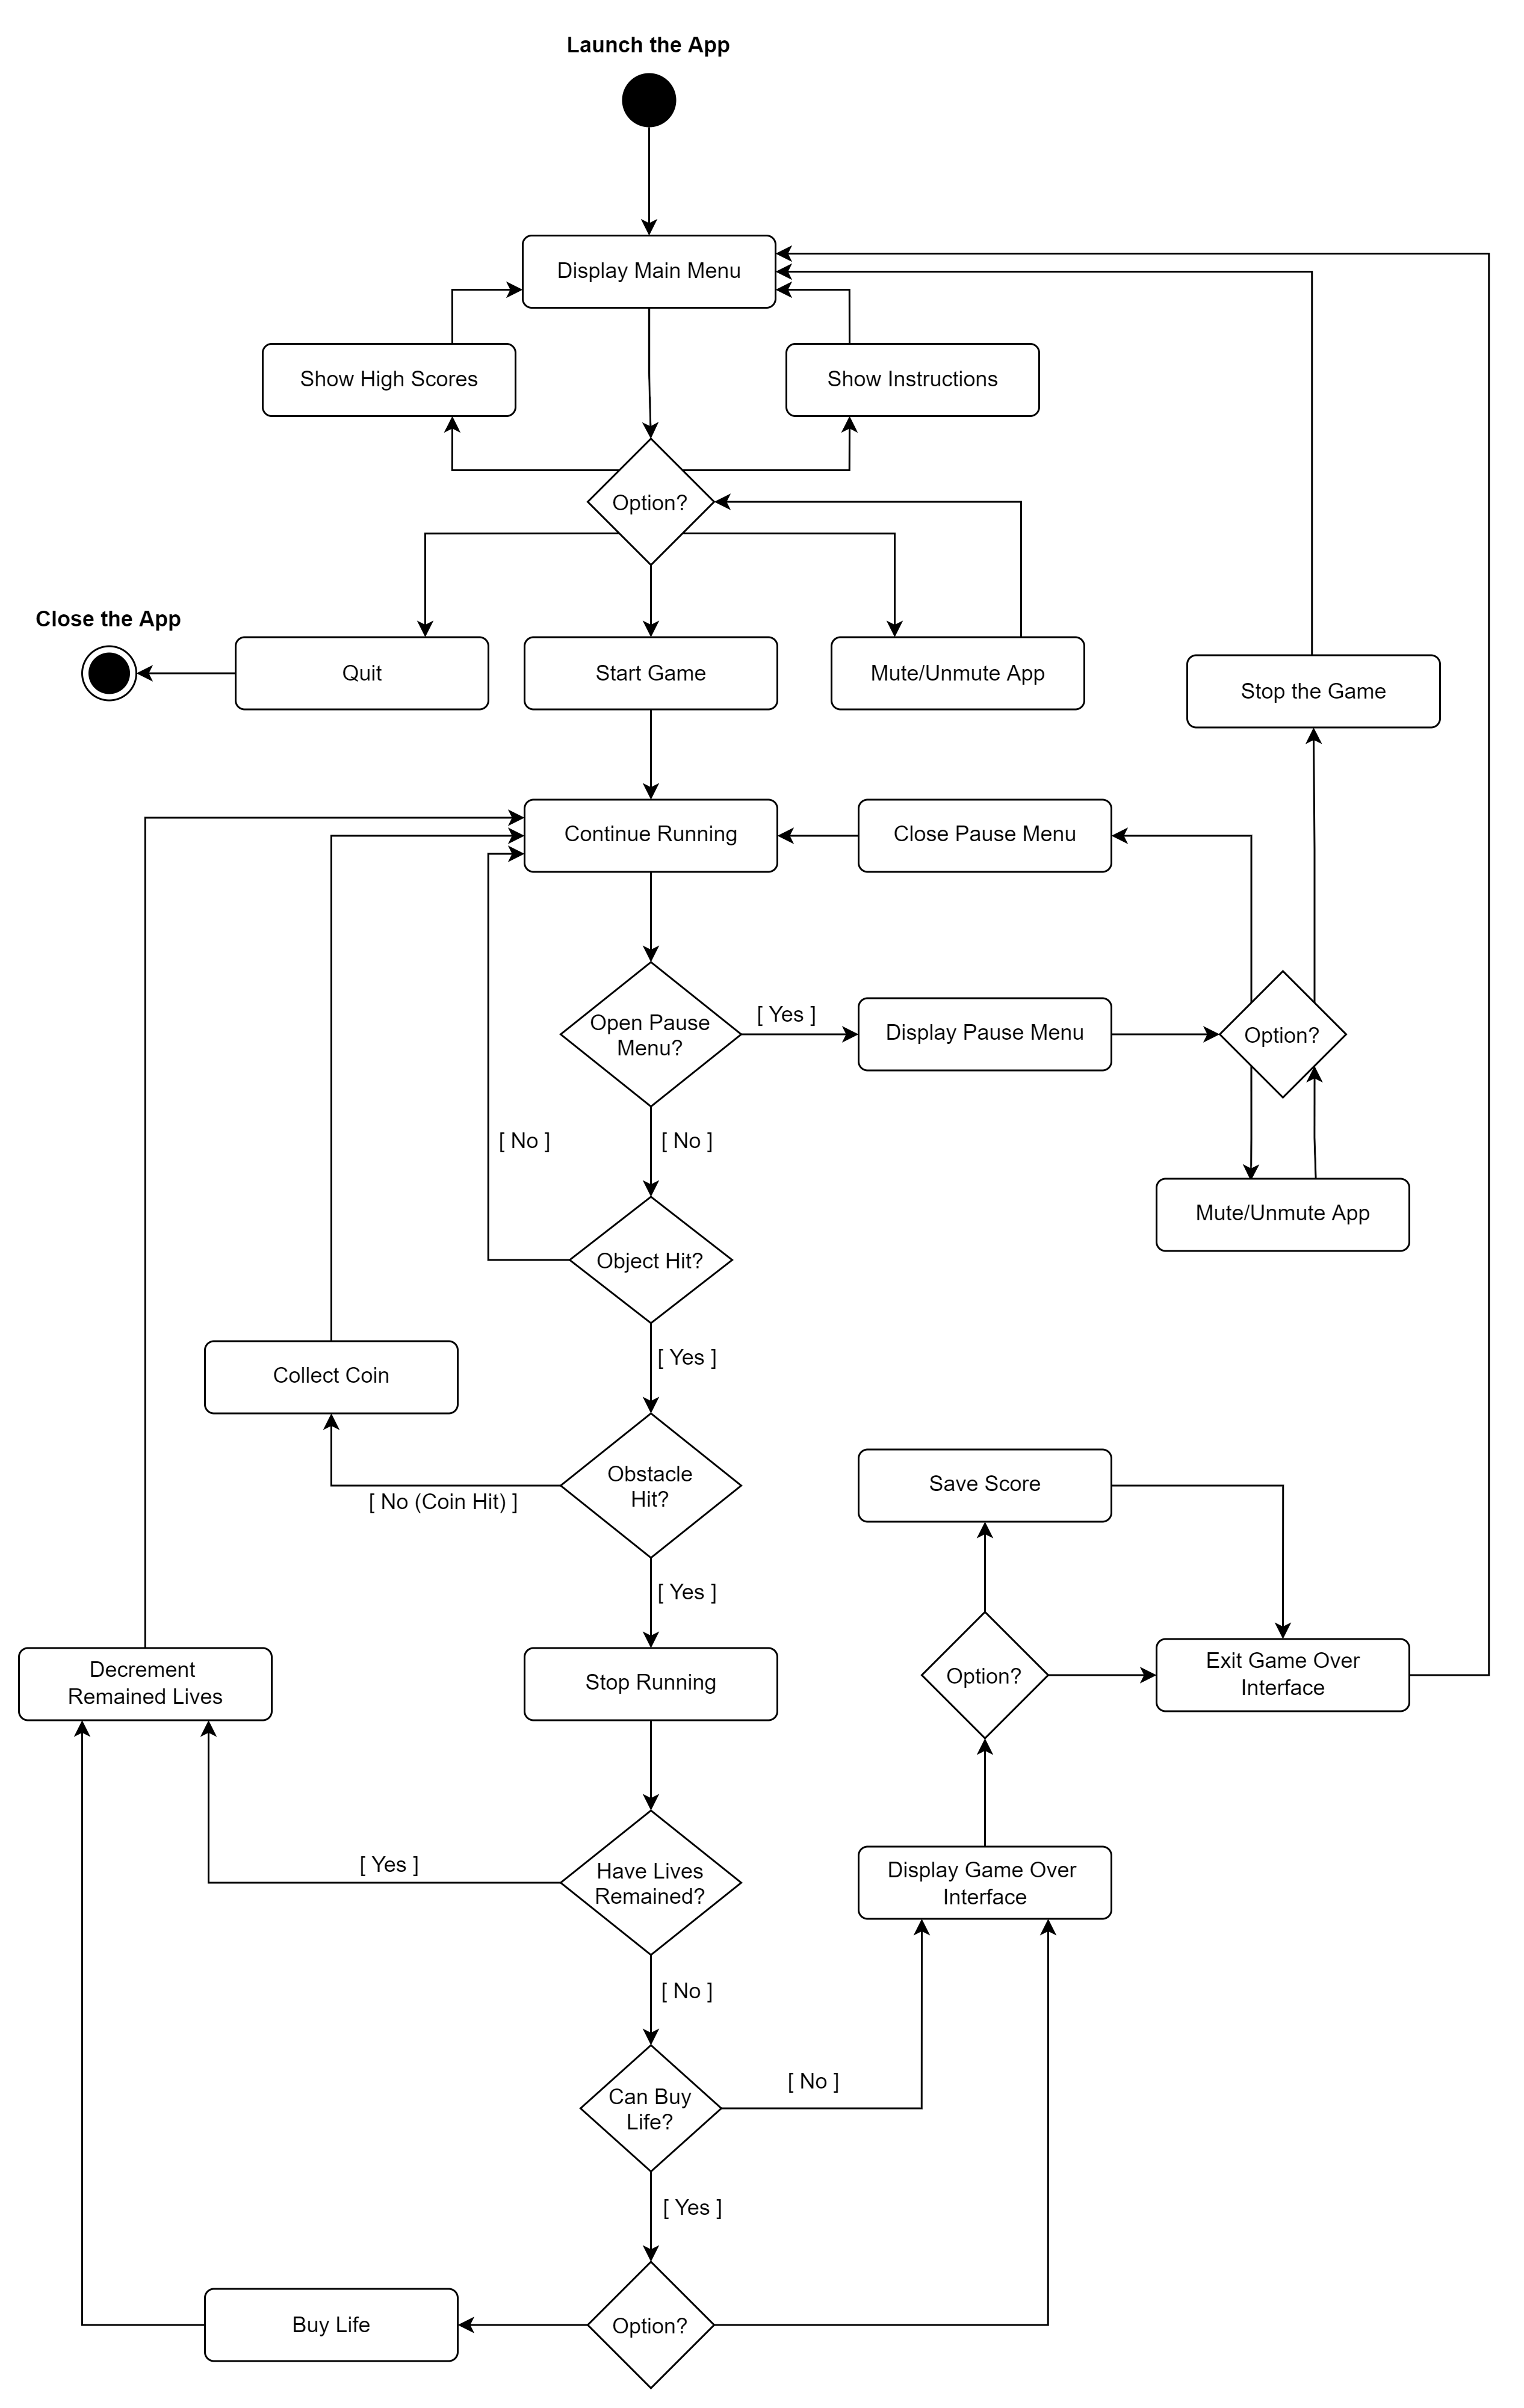 Launch the App
Display Main Menu
Show High Scores
Show Instructions
Option?
Close the App
Quit
Start Game
Mute/Unmute App
Stop the Game
Continue Running
Close Pause Menu
Open Pause
Menu?
[ Yes ]
Display Pause Menu
Option?
[ No ]
[ No ]
Mute/Unmute App
Object Hit?
[ Yes ]
Collect Coin
Obstacle
Hit?
[ No (Coin Hit) ]
Save Score
[ Yes ]
Decrement
Remained Lives
Stop Running
Option?
Exit Game Over
Interface
[ Yes ]
Have Lives
Remained?
Display Game Over
Interface
[ No ]
Can Buy
Life?
[ No ]
[ Yes ]
Buy Life
Option?